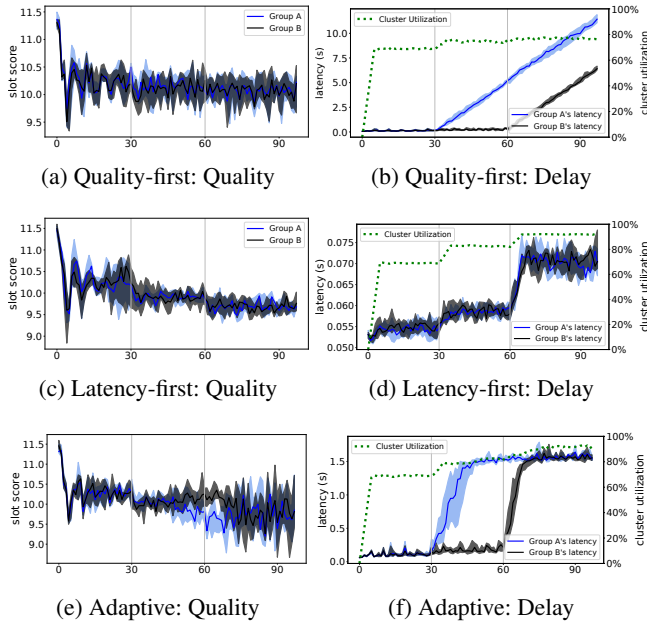 11.5
11.0
10.5
10.0
9.5
slot score
0 30 60 90
Group A
Group B
(a) Quality-first: Quality
10.0
7.5
5.0
2.5
0.0
latency (s)
0 30 60 90
100%
80%
60%
40%
20%
0%
cluster utilization
Cluster Utilization
Group A's latency
Group B's latency
(b) Quality-first: Delay
11.5
11.0
10.5
10.0
9.5
9.0
slot score
0 30 60 90
Group A
Group B
(c) Latency-first: Quality
0.075
0.070
0.065
0.060
0.055
0.050
latency (s)
0 30 60 90
100%
80%
60%
40%
20%
0%
cluster utilization
Cluster Utilization
Group A's latency
Group B's latency
(d) Latency-first: Delay
11.5
11.0
10.5
10.0
9.5
9.0
slot score
0 30 60 90
Group A
Group B
(e) Adaptive: Quality
1.5
1.0
0.5
0.0
latency (s)
0 30 60 90
100%
80%
60%
40%
20%
0%
cluster utilization
Cluster Utilization
Group A's latency
Group B's latency
(f) Adaptive: Delay